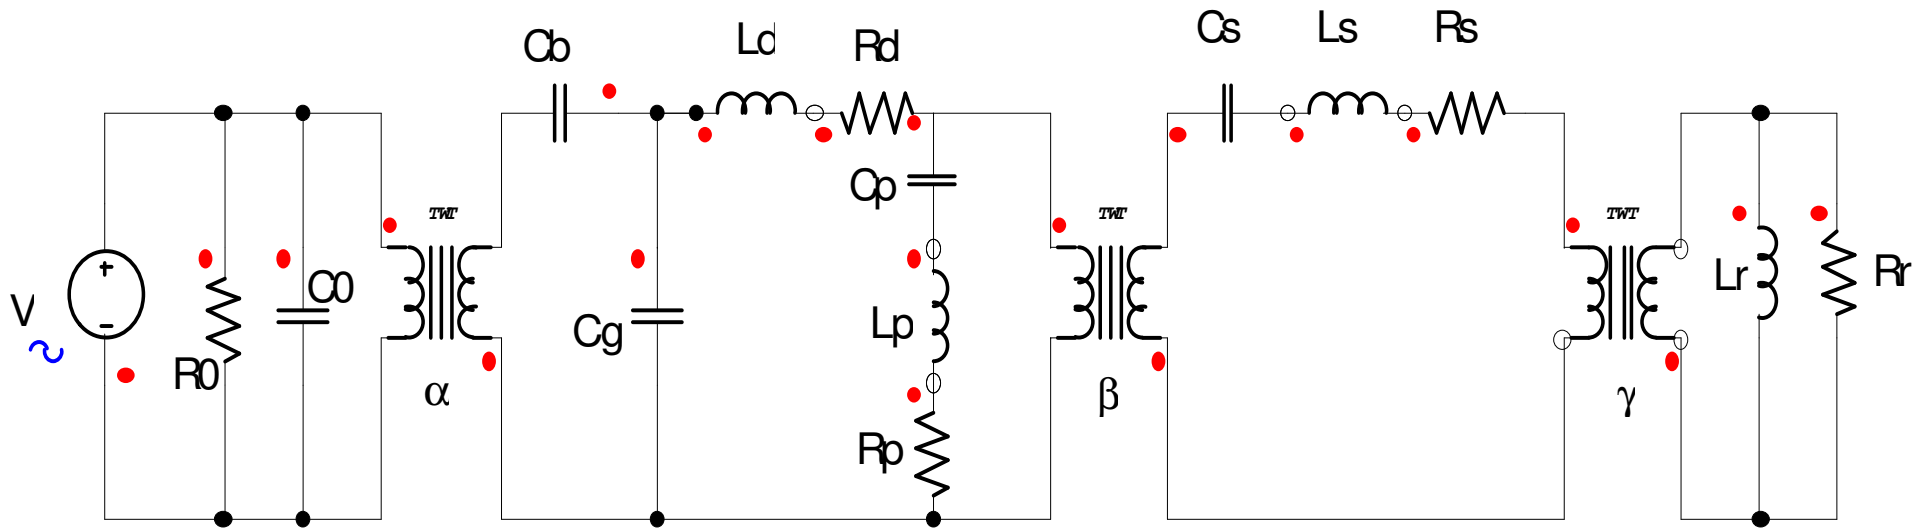 Cb
Ld
Rd
Cs
Ls
Rs
Cp
TWT
TWT
TWT
V
C0
Lr
Rr
Cg
Lp
R0
α
β
γ
Rp